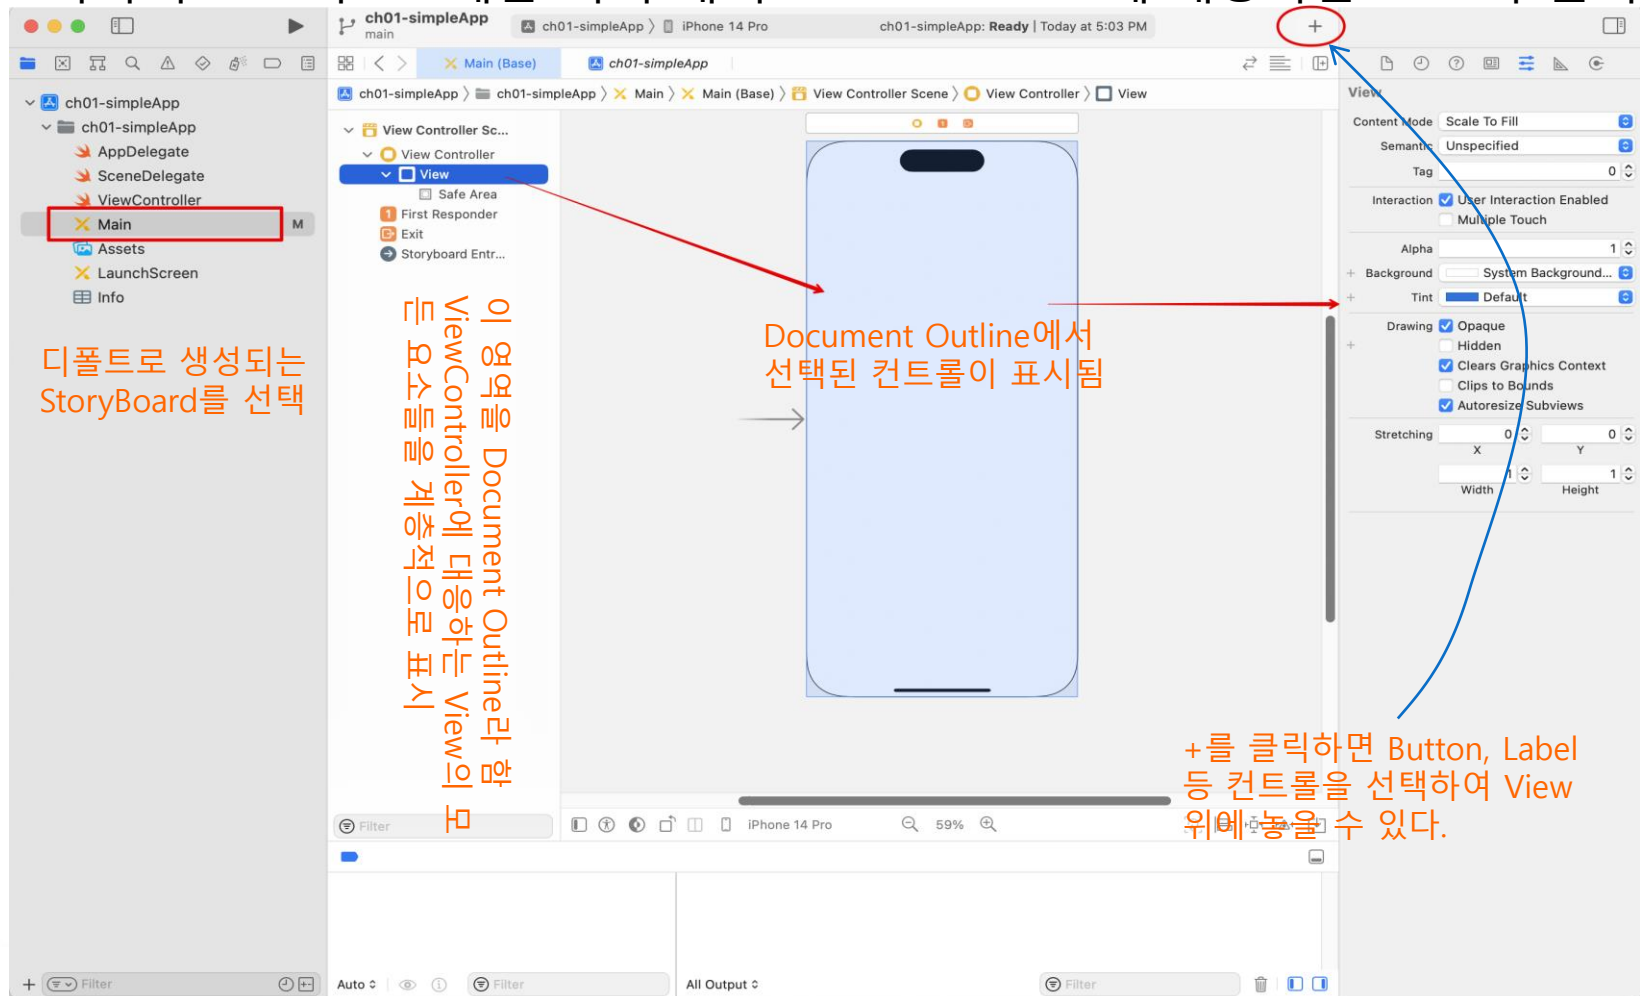 ch01-simpleApp
main
ch01-simpleApp 〉 iPhone 14 Pro
ch01-simpleApp: Ready | Today at 5:03 PM
Main (Base)
ch01-simpleApp
ch01-simpleApp 〉 ch01-simpleApp 〉 Main 〉 Main (Base) 〉 View Controller Scene 〉 View Controller 〉 View
ch01-simpleApp
ch01-simpleApp
AppDelegate
SceneDelegate
ViewController
Main M
Assets
LaunchScreen
Info
디폴트로 생성되는
StoryBoard를 선택
Filter
View Controller Sc...
View Controller
View
Safe Area
First Responder
Exit
Storyboard Entr...
이 영역을 Document Outline라 함
ViewController에 대응하는 View의 모
든 요소들을 계층적으로 표시
Filter
Document Outline에서
선택된 컨트롤이 표시됨
iPhone 14 Pro
59%
View
Content Mode Scale To Fill
Semantic Unspecified
Tag 0
Interaction User Interaction Enabled
Multiple Touch
Alpha 1
Background System Background...
Tint Default
Drawing Opaque
Hidden
Clears Graphics Context
Clips to Bounds
Autoresize Subviews
Stretching 0 0
X Y
1 1
Width Height
+를 클릭하면 Button, Label
등 컨트롤을 선택하여 View
위에 놓을 수 있다.
Auto
Filter
All Output
Filter